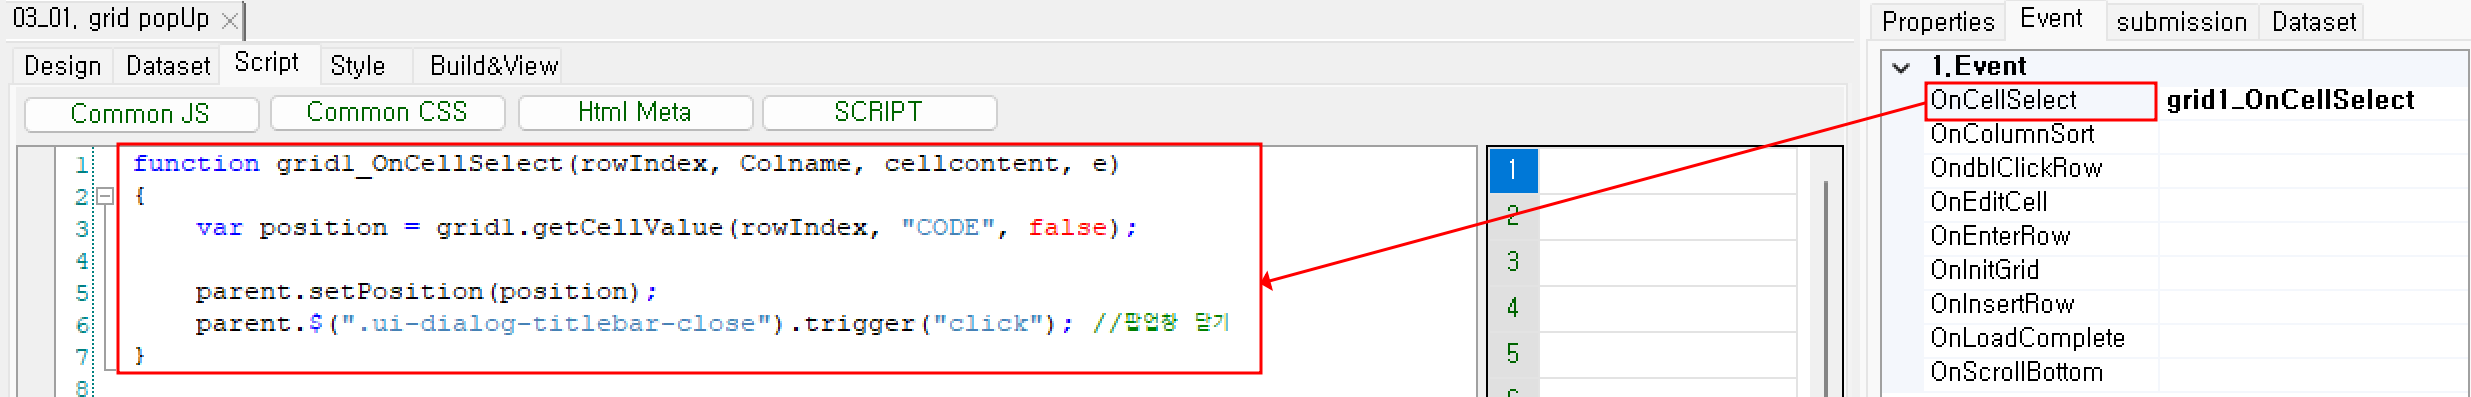 03_01. grid popUp
Design Dataset Script Style Build&View
Common JS Common CSS Html Meta SCRIPT
1 function grid1_OnCellSelect(rowIndex, Colname, cellcontent, e)
2 {
3 var position = grid1.getCellValue(rowIndex, "CODE", false);
4
5 parent.setPosition(position);
6 parent.$(".ui-dialog-titlebar-close").trigger("click"); //팝업창 닫기
7 }
8
1
2
3
4
5
Properties Event submission Dataset
1.Event
OnCellSelect grid1_OnCellSelect
OnColumnSort
OndblClickRow
OnEditCell
OnEnterRow
OnInitGrid
OnInsertRow
OnLoadComplete
OnScrollBottom